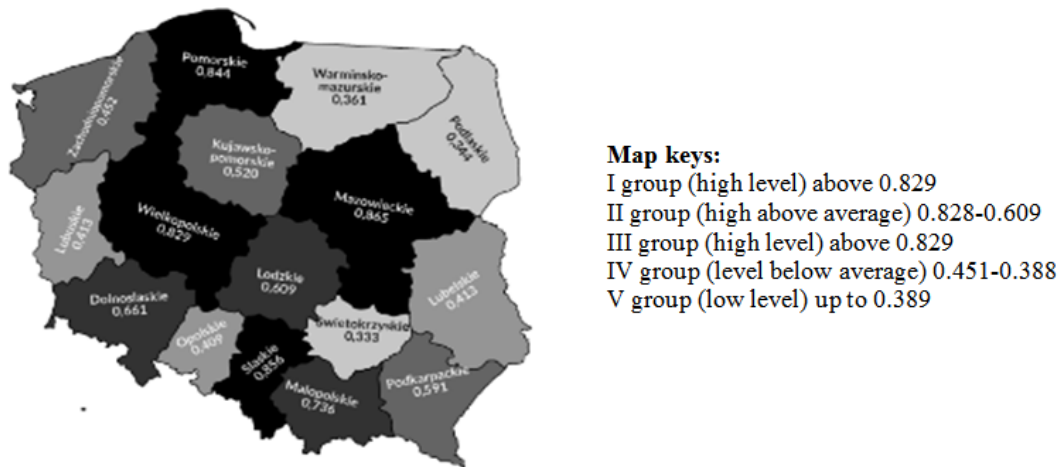 Pomorskie
0,844
Warminsko-
mazurskie
0,361
Zachodniopomorskie
0,452
Podlaskie
0,344
Kujawsko-
pomorskie
0,520
Mazowieckie
0,865
Wielkopolskie
0,829
Lubuskie
0,413
Lodzkie
0,609
Lubelskie
0,413
Dolnoslaskie
0,661
Swietokrzyskie
0,333
Opolskie
0,409
Slaskie
0,856
Podkarpackie
0,591
Malopolskie
0,736
Map keys:
I group (high level) above 0.829
II group (high above average) 0.828-0.609
III group (high level) above 0.829
IV group (level below average) 0.451-0.388
V group (low level) up to 0.389